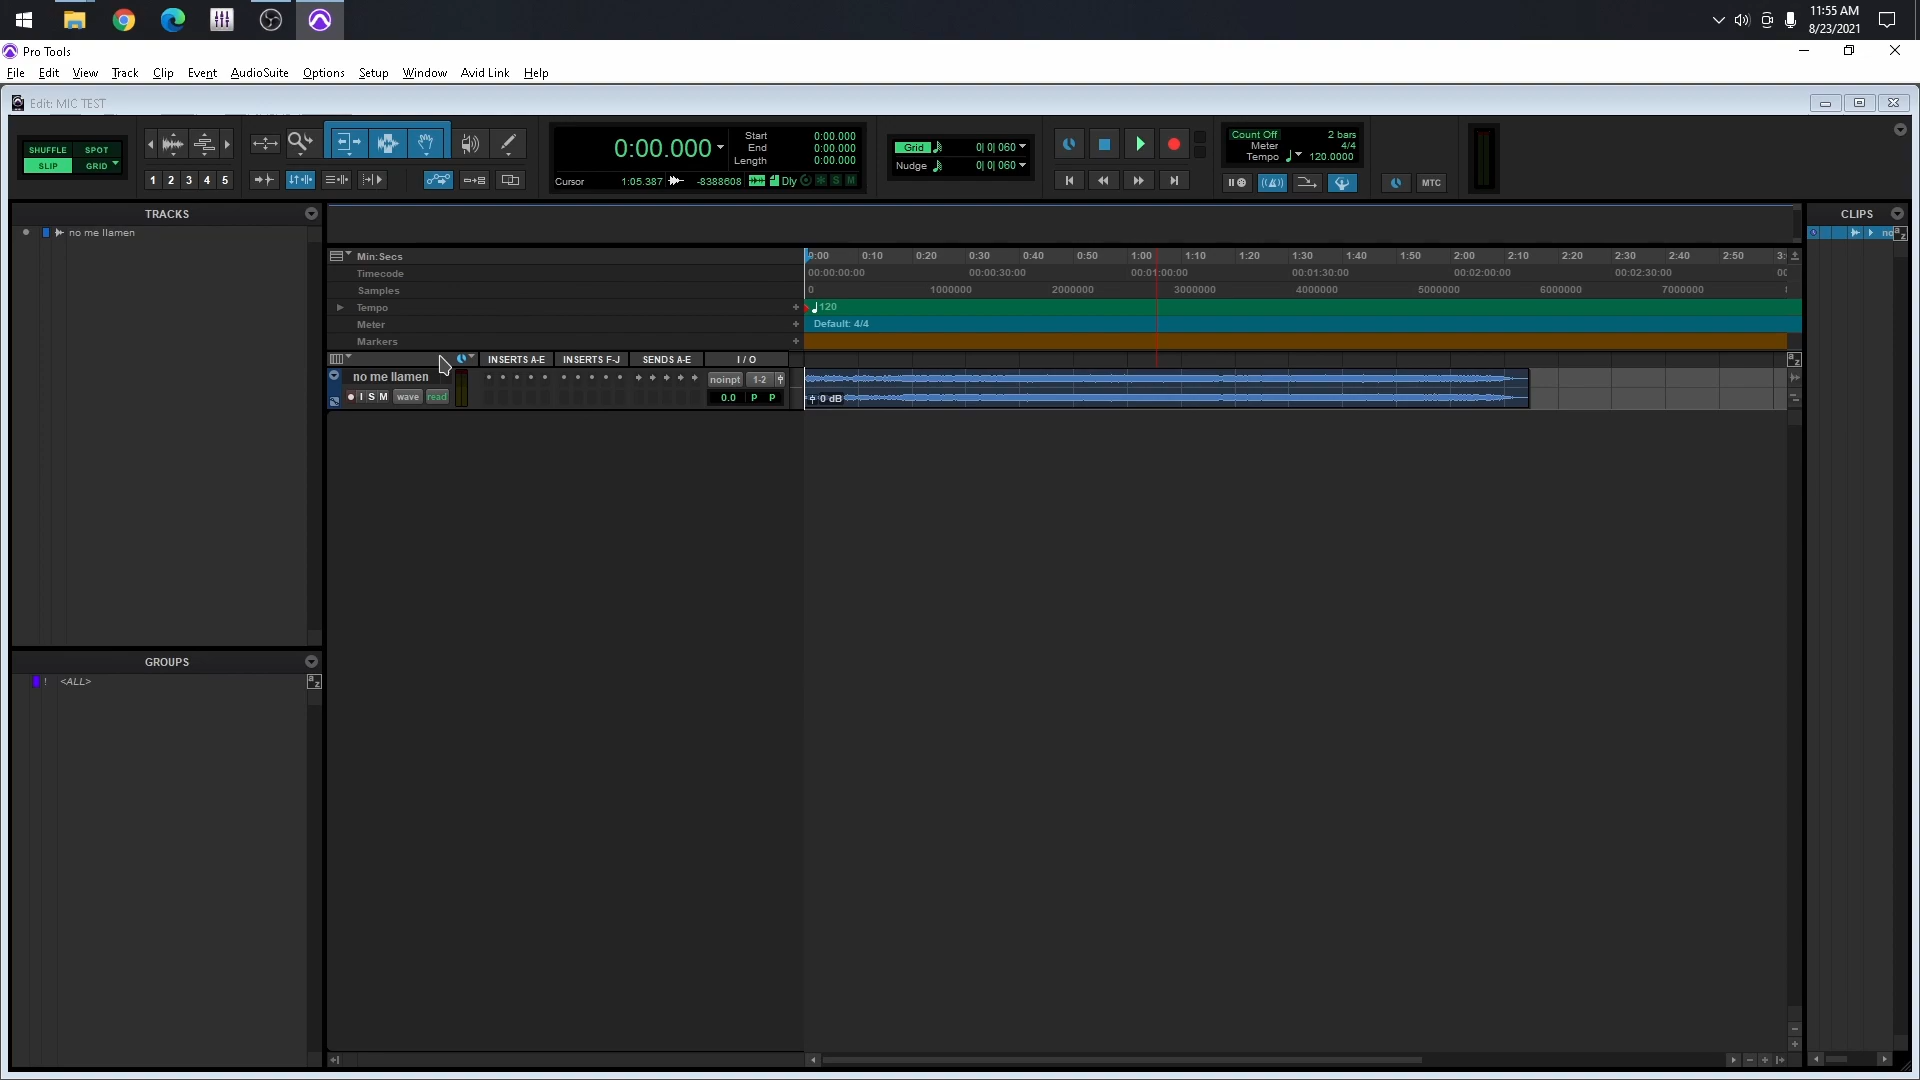 11:55 AM
8/23/2021
Pro Tools
File Edit View Track Clip Event AudioSuite Options Setup Window Avid Link Help
Edit: MIC TEST
SHUFFLE SPOT
SLIP GRID
1 2 3 4 5
0:00.000
Start 0:00.000
End 0:00.000
Length 0:00.000
Cursor 1:05.387 -8388608 Dly S M
Grid 0| 0| 060
Nudge 0| 0| 060
Count Off 2 bars
Meter 4/4
Tempo 120.0000
MTC
TRACKS
no me llamen
GROUPS
! <ALL>
a z
Min:Secs
Timecode
Samples
Tempo
Meter
Markers
0:00 0:10 0:20 0:30 0:40 0:50 1:00 1:10 1:20 1:30 1:40 1:50 2:00 2:10 2:20 2:30 2:40 2:50 3:
00:00:00:00 00:00:30:00 00:01:00:00 00:01:30:00 00:02:00:00 00:02:30:00 00
0 1000000 2000000 3000000 4000000 5000000 6000000 7000000
120
Default: 4/4
INSERTS A-E INSERTS F-J SENDS A-E I / O
a z
no me llamen
I S M wave read
noinpt 1-2
0.0 P P
0 dB
CLIPS
no
a z